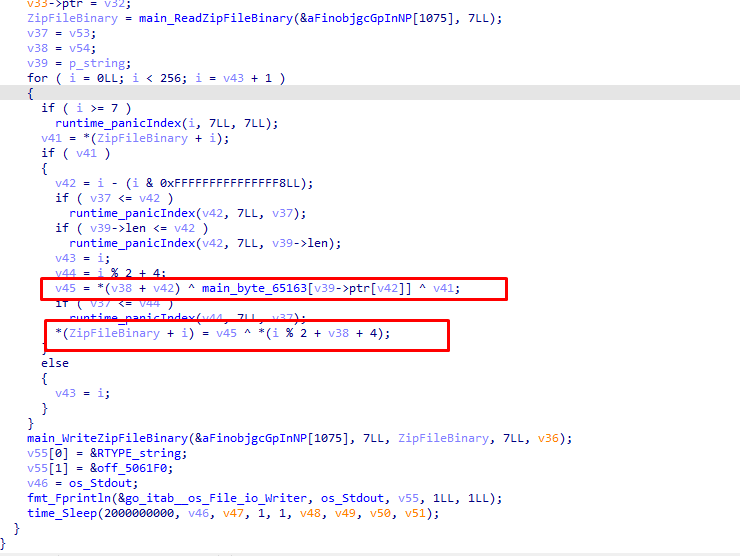 v33->ptr = v32;
ZipFileBinary = main_ReadZipFileBinary(&aFinobjgcGpInNP[1075], 7LL);
v37 = v53;
v38 = v54;
v39 = p_string;
for ( i = 0LL; i < 256; i = v43 + 1 )
{
if ( i >= 7 )
runtime_panicIndex(i, 7LL, 7LL);
v41 = *(ZipFileBinary + i);
if ( v41 )
{
v42 = i - (i & 0xFFFFFFFFFFFFFFF8LL);
if ( v37 <= v42 )
runtime_panicIndex(v42, 7LL, v37);
if ( v39->len <= v42 )
runtime_panicIndex(v42, 7LL, v39->len);
v43 = i;
v44 = i % 2 + 4;
v45 = *(v38 + v42) ^ main_byte_65163[v39->ptr[v42]] ^ v41;
if ( v37 <= v44 )
runtime_panicIndex(v44, 7LL, v37);
*(ZipFileBinary + i) = v45 ^ *(i % 2 + v38 + 4);
}
else
{
v43 = i;
}
}
main_WriteZipFileBinary(&aFinobjgcGpInNP[1075], 7LL, ZipFileBinary, 7LL, v36);
v55[0] = &RTYPE_string;
v55[1] = &off_5061F0;
v46 = os_Stdout;
fmt_Fprintln(&go_itab__os_File_io_Writer, os_Stdout, v55, 1LL, 1LL);
time_Sleep(2000000000, v46, v47, 1, 1, v48, v49, v50, v51);
}
}